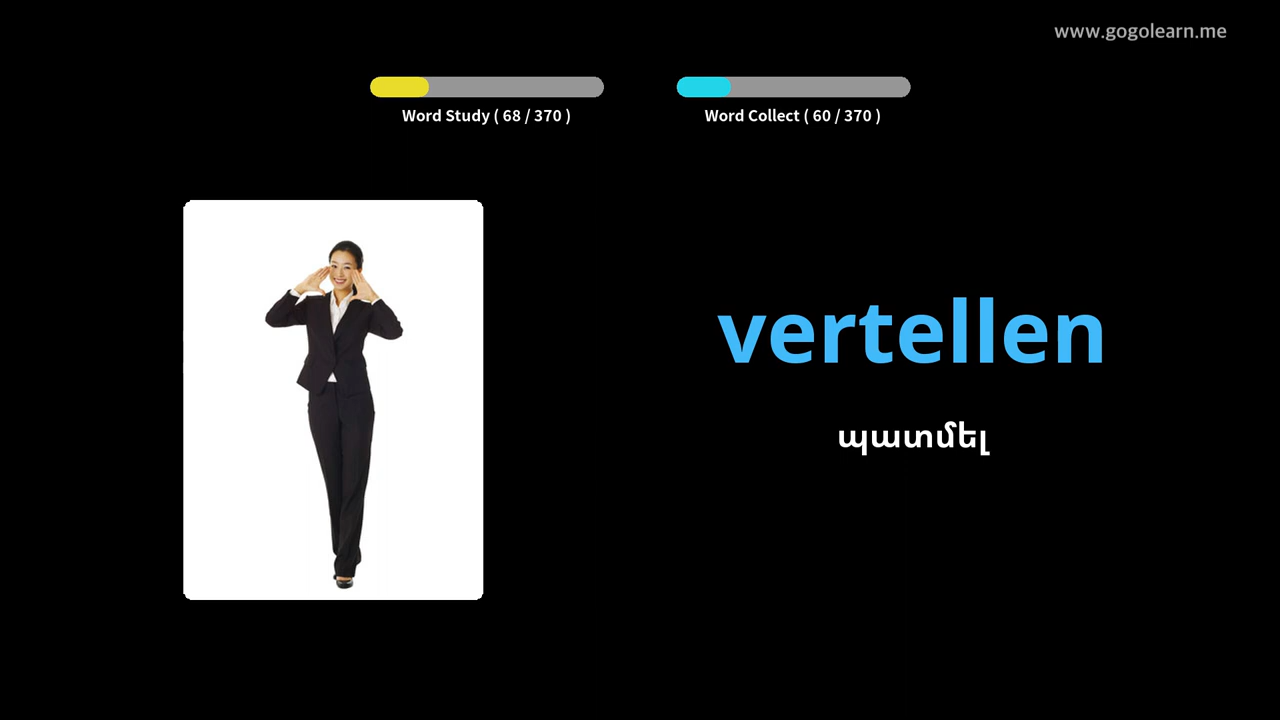 www.gogolearn.me
Word Study ( 68 / 370 )
Word Collect ( 60 / 370 )
vertellen
պատմել